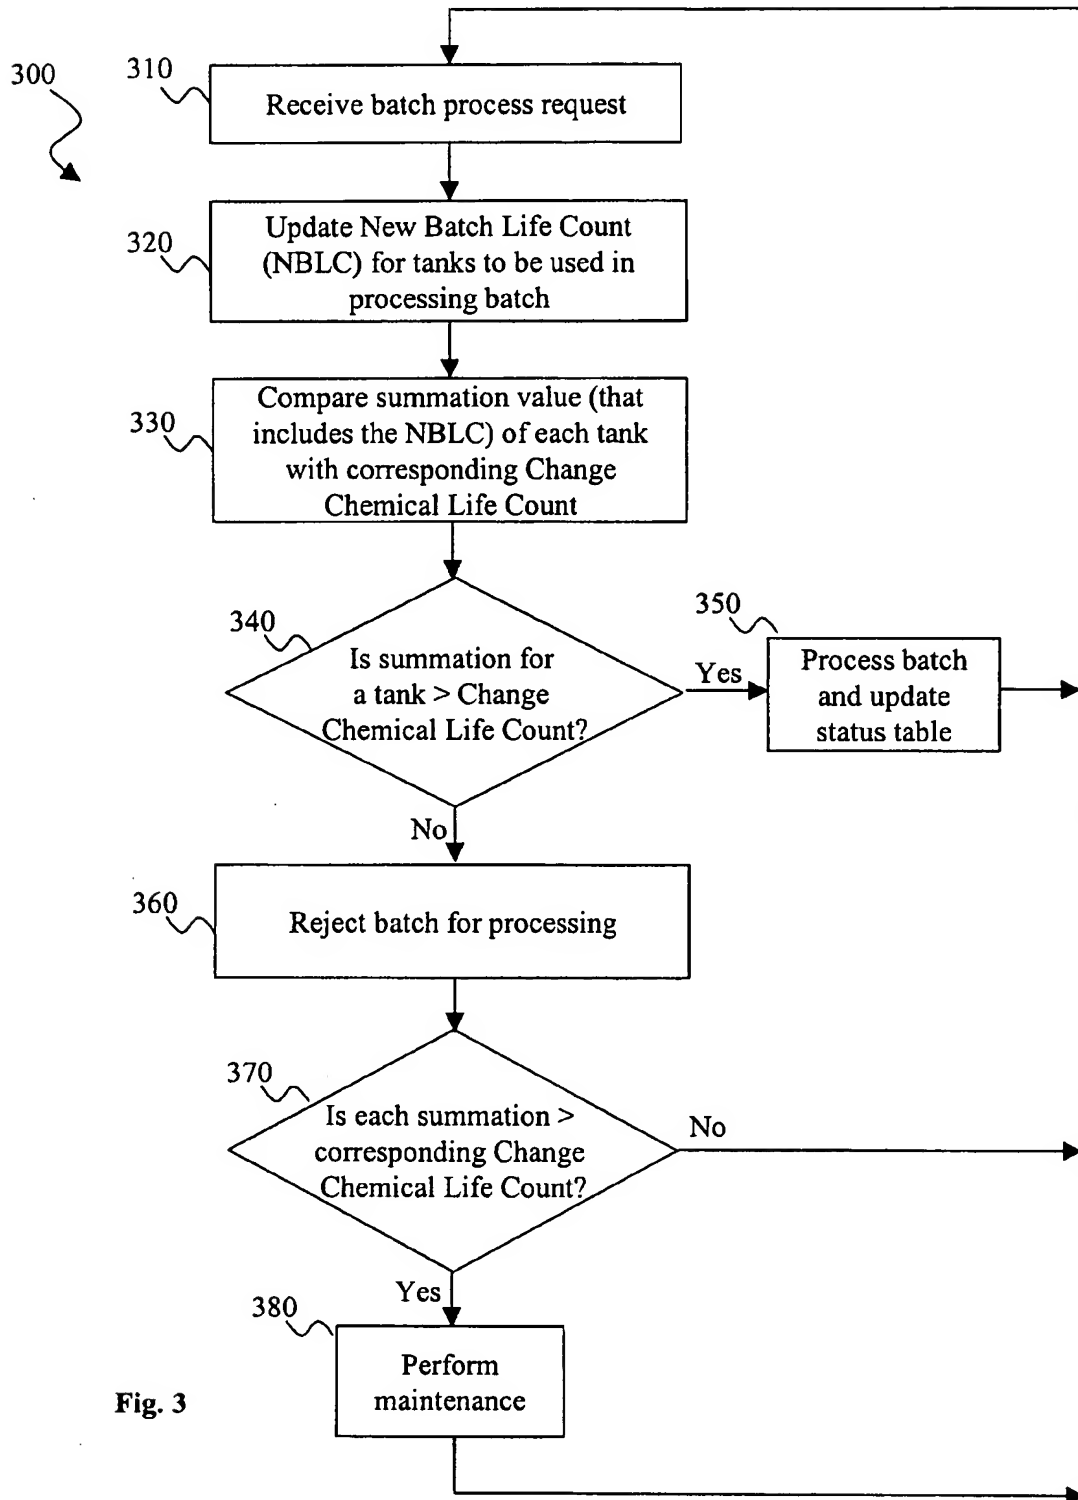 300
310
Receive batch process request
320
Update New Batch Life Count
(NBLC) for tanks to be used in
processing batch
330
Compare summation value (that
includes the NBLC) of each tank
with corresponding Change
Chemical Life Count
340
Is summation for
a tank > Change
Chemical Life Count?
Yes
350
Process batch
and update
status table
No
360
Reject batch for processing
370
Is each summation >
corresponding Change
Chemical Life Count?
No
Yes
380
Perform
maintenance
Fig. 3